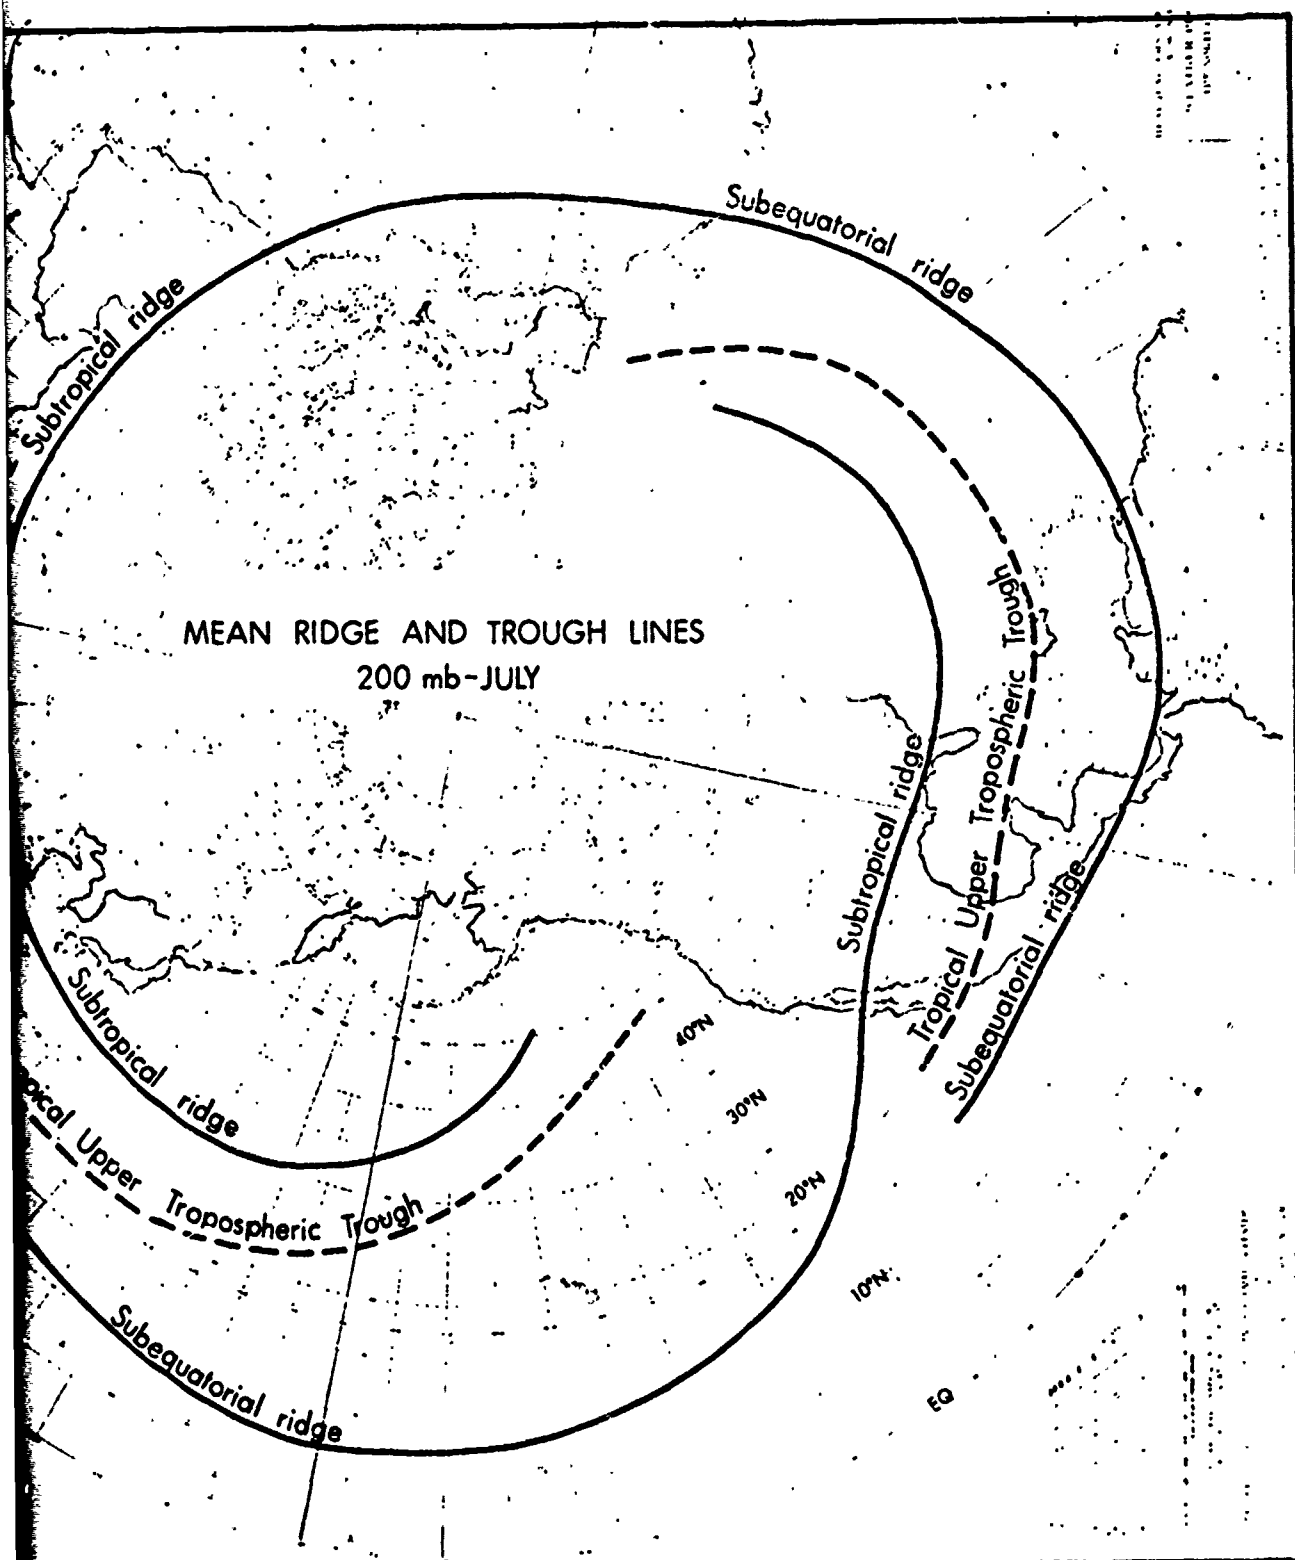 Subequatorial ridge
Subtropical ridge
MEAN RIDGE AND TROUGH LINES
200 mb-JULY
Tropical Upper Tropospheric Trough
Subtropical ridge
Subequatorial ridge
Subtropical ridge
40°N
30°N
20°N
10°N
EQ
pical Upper Tropospheric Trough
Subequatorial ridge